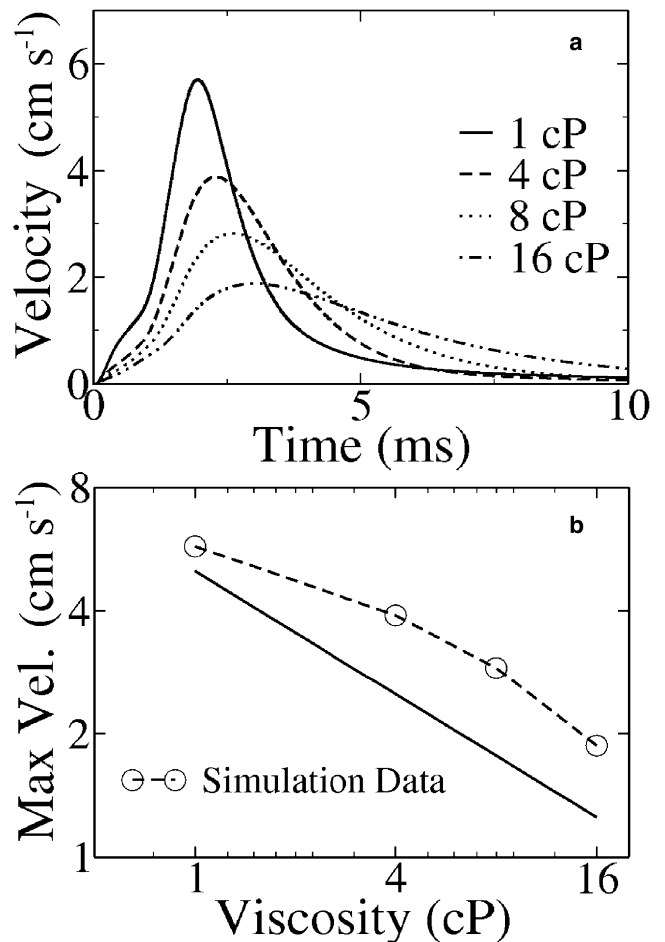 a
Velocity (cm s-1)
6
4
2
0
1 cP
4 cP
8 cP
16 cP
0
5
10
Time (ms)
b
Max Vel. (cm s-1)
8
4
2
1
Simulation Data
1
4
16
Viscosity (cP)